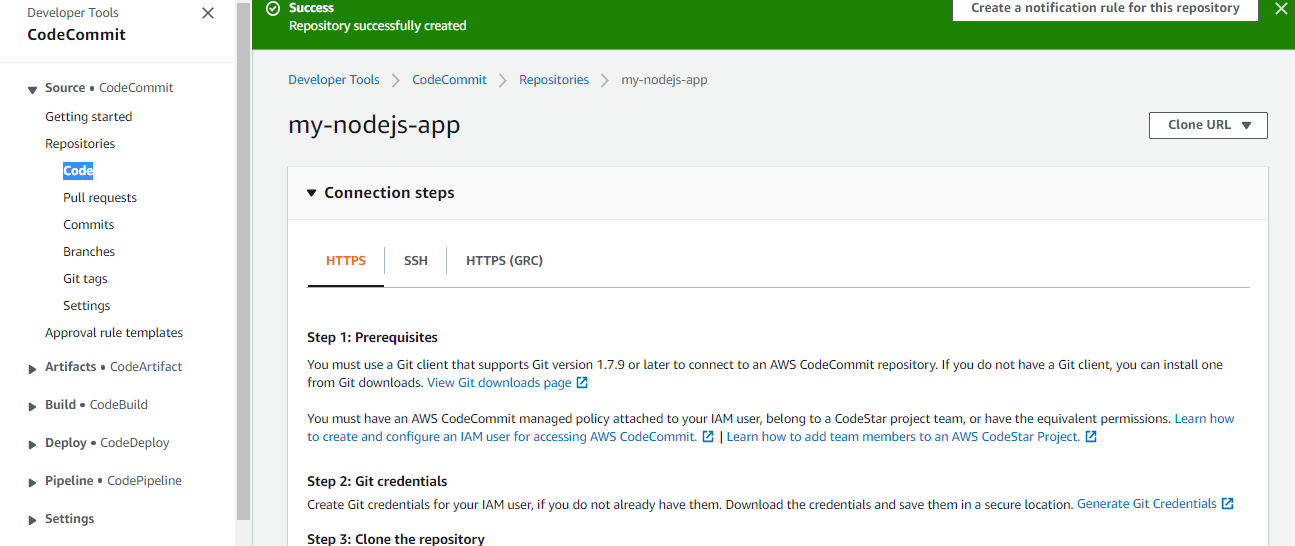 Developer Tools
CodeCommit
Source • CodeCommit
Getting started
Repositories
Code
Pull requests
Commits
Branches
Git tags
Settings
Approval rule templates
Artifacts • CodeArtifact
Build • CodeBuild
Deploy • CodeDeploy
Pipeline • CodePipeline
Settings
Success
Repository successfully created
Create a notification rule for this repository
Developer Tools > CodeCommit > Repositories > my-nodejs-app
my-nodejs-app
Clone URL
Connection steps
HTTPS
SSH
HTTPS (GRC)
Step 1: Prerequisites
You must use a Git client that supports Git version 1.7.9 or later to connect to an AWS CodeCommit repository. If you do not have a Git client, you can install one
from Git downloads. View Git downloads page
You must have an AWS CodeCommit managed policy attached to your IAM user, belong to a CodeStar project team, or have the equivalent permissions. Learn how
to create and configure an IAM user for accessing AWS CodeCommit. | Learn how to add team members to an AWS CodeStar Project.
Step 2: Git credentials
Create Git credentials for your IAM user, if you do not already have them. Download the credentials and save them in a secure location. Generate Git Credentials
Step 3: Clone the repository